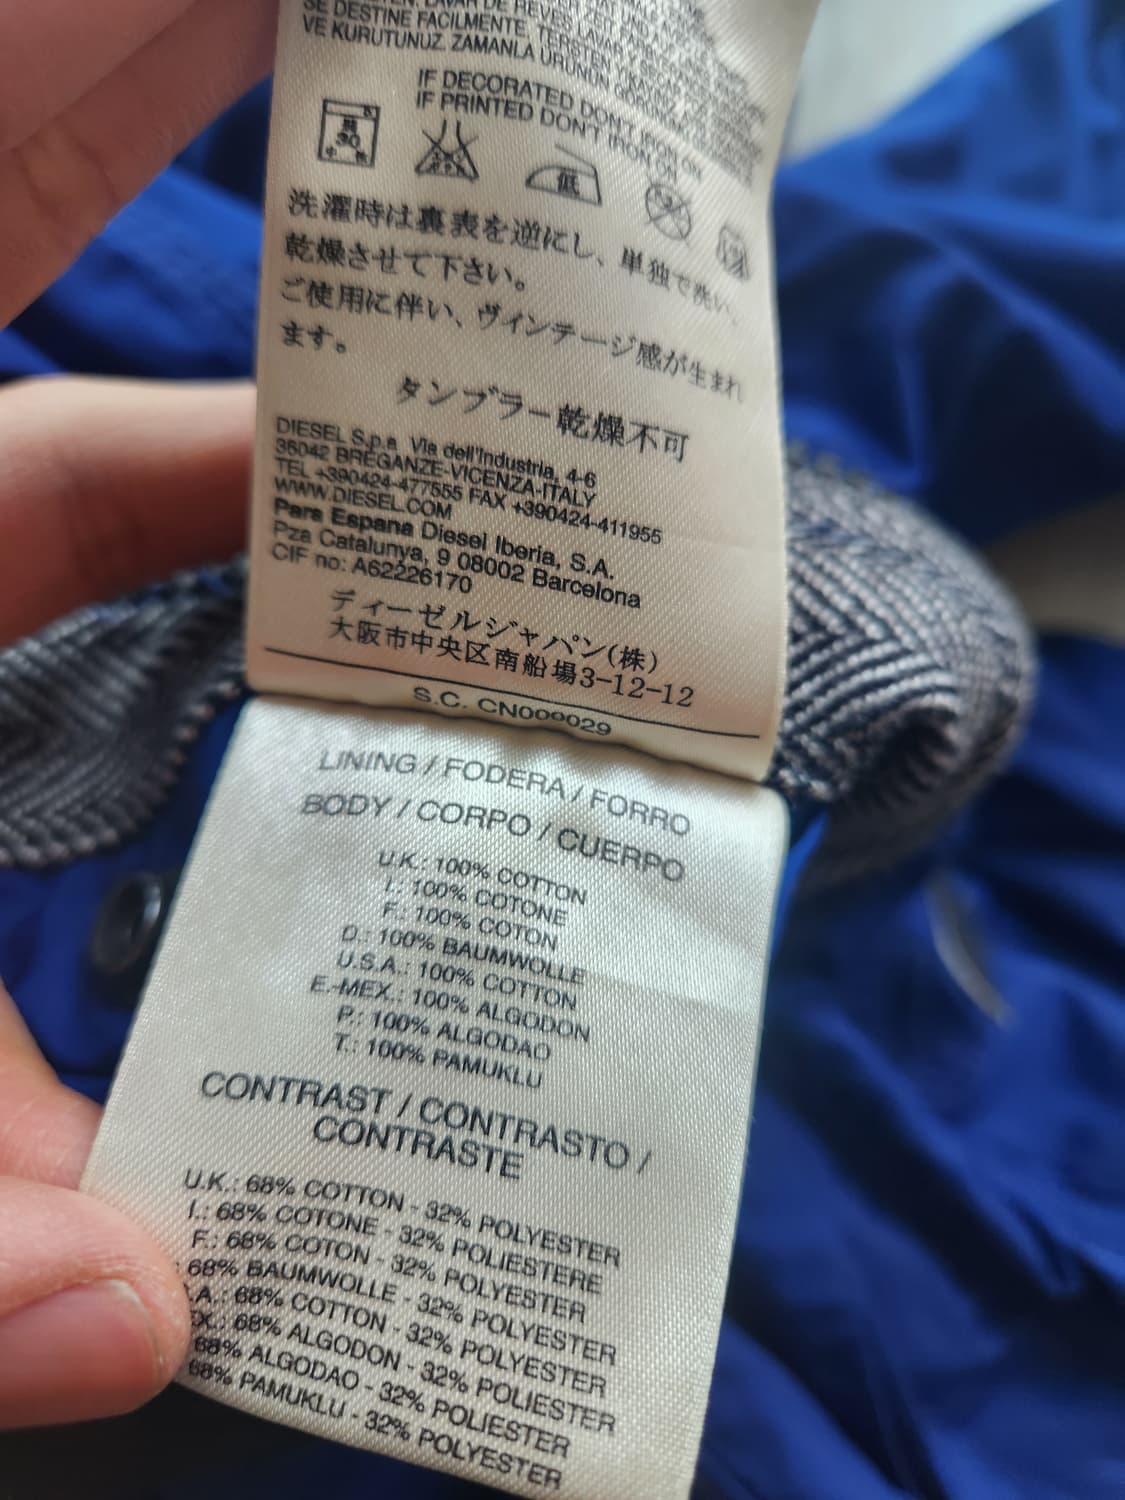 SE DESTINE FACILMENTE.
VE KURUTUNUZ. ZAMANLA ÜRÜNÜN
IF DECORATED DON'T IRON ON
IF PRINTED DON'T IRON ON
30
低
洗濯時は裏表を逆にし、単独で洗い、
乾燥させて下さい。
ご使用に伴い、ヴィンテージ感が生まれ
ます。
タンブラー乾燥不可
DIESEL S.p.a Via dell'Industria, 4-6
36042 BREGANZE-VICENZA-ITALY
TEL +390424-477555 FAX +390424-411955
WWW.DIESEL.COM
Para Espana Diesel Iberia, S.A.
Pza Catalunya, 9 08002 Barcelona
CIF no: A62226170
ディーゼルジャパン(株)
大阪市中央区南船場3-12-12
S.C. CN000029
LINING / FODERA / FORRO
BODY / CORPO / CUERPO
U.K.: 100% COTTON
I.: 100% COTONE
F.: 100% COTON
D.: 100% BAUMWOLLE
U.S.A.: 100% COTTON
E.-MEX.: 100% ALGODON
P.: 100% ALGODAO
T.: 100% PAMUKLU
CONTRAST / CONTRASTO /
CONTRASTE
U.K.: 68% COTTON - 32% POLYESTER
I.: 68% COTONE - 32% POLIESTERE
F.: 68% COTON - 32% POLYESTER
: 68% BAUMWOLLE - 32% POLYESTER
.A.: 68% COTTON - 32% POLYESTER
EX.: 68% ALGODON - 32% POLIESTER
68% ALGODAO - 32% POLIESTER
68% PAMUKLU - 32% POLYESTER